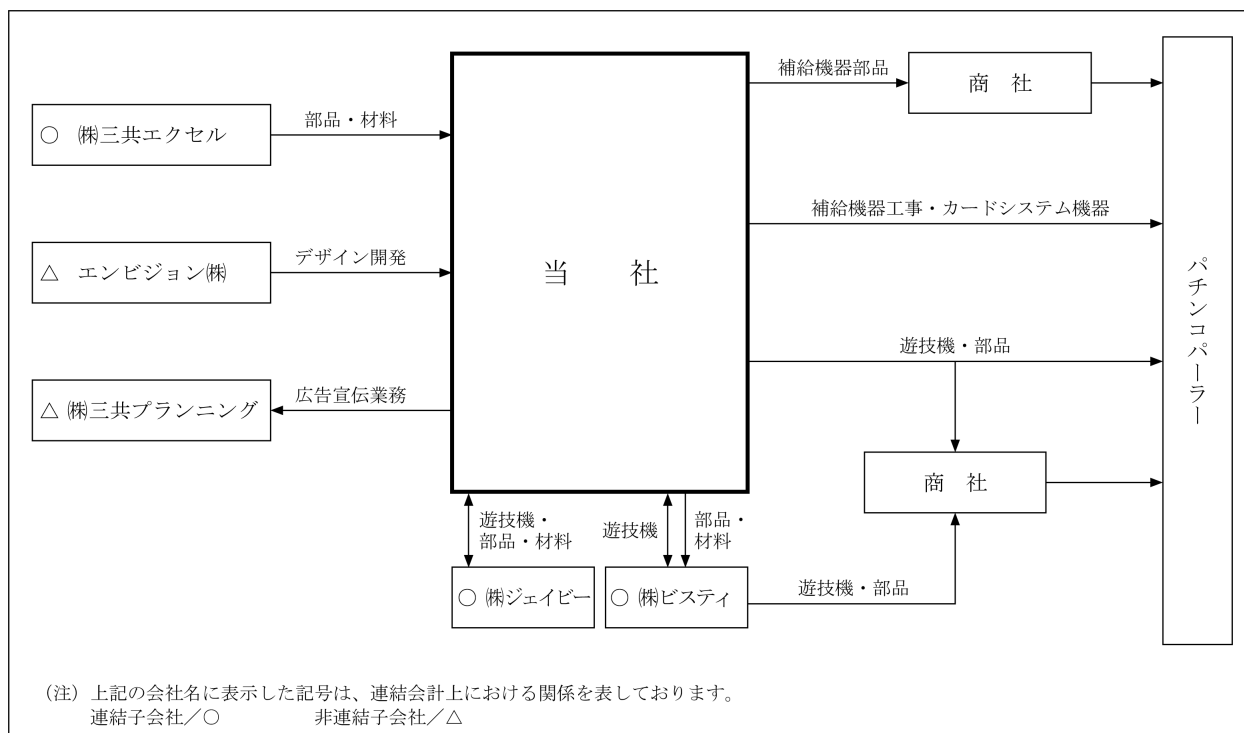 補給機器部品
商　社
○　㈱三共エクセル
部品・材料
補給機器工事・カードシステム機器
△　エンビジョン㈱
デザイン開発
当　　社
パチンコパーラー
遊技機・部品
△ ㈱三共プランニング
広告宣伝業務
商　社
遊技機・
部品・材料
遊技機
部品・
材料
○ ㈱ジェイビー
○ ㈱ビスティ
遊技機・部品
（注）上記の会社名に表示した記号は、連結会計上における関係を表しております。
連結子会社／○　　　　　非連結子会社／△